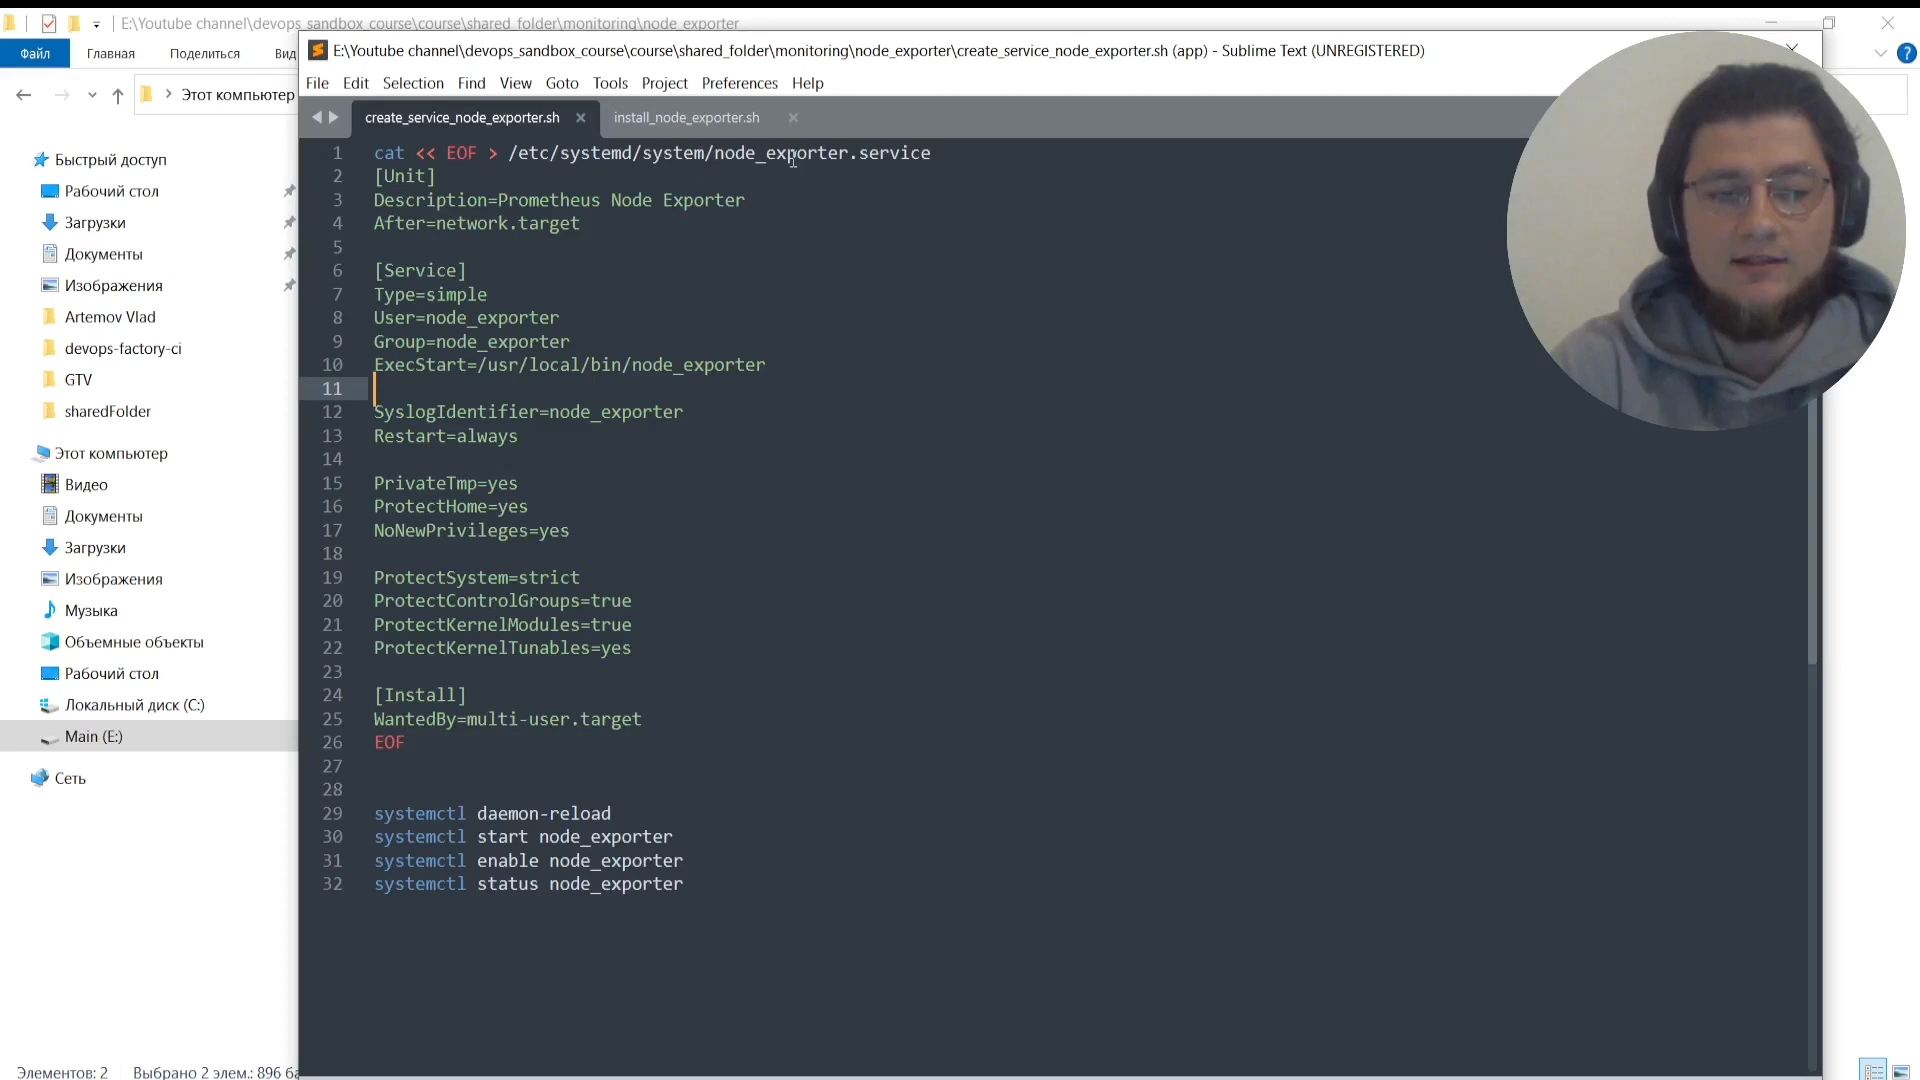 E:\Youtube channel\devops_sandbox_course\course\shared_folder\monitoring\node_exporter
Файл
Главная
Поделиться
Вид
Этот компьютер
Быстрый доступ
Рабочий стол
Загрузки
Документы
Изображения
Artemov Vlad
devops-factory-ci
GTV
sharedFolder
Этот компьютер
Видео
Документы
Загрузки
Изображения
Музыка
Объемные объекты
Рабочий стол
Локальный диск (C:)
Main (E:)
Сеть
Элементов: 2
Выбрано 2 элем.: 896 ба
E:\Youtube channel\devops_sandbox_course\course\shared_folder\monitoring\node_exporter\create_service_node_exporter.sh (app) - Sublime Text (UNREGISTERED)
File Edit Selection Find View Goto Tools Project Preferences Help
create_service_node_exporter.sh
install_node_exporter.sh
1 cat << EOF > /etc/systemd/system/node_exporter.service
2 [Unit]
3 Description=Prometheus Node Exporter
4 After=network.target
5
6 [Service]
7 Type=simple
8 User=node_exporter
9 Group=node_exporter
10 ExecStart=/usr/local/bin/node_exporter
11
12 SyslogIdentifier=node_exporter
13 Restart=always
14
15 PrivateTmp=yes
16 ProtectHome=yes
17 NoNewPrivileges=yes
18
19 ProtectSystem=strict
20 ProtectControlGroups=true
21 ProtectKernelModules=true
22 ProtectKernelTunables=yes
23
24 [Install]
25 WantedBy=multi-user.target
26 EOF
27
28
29 systemctl daemon-reload
30 systemctl start node_exporter
31 systemctl enable node_exporter
32 systemctl status node_exporter